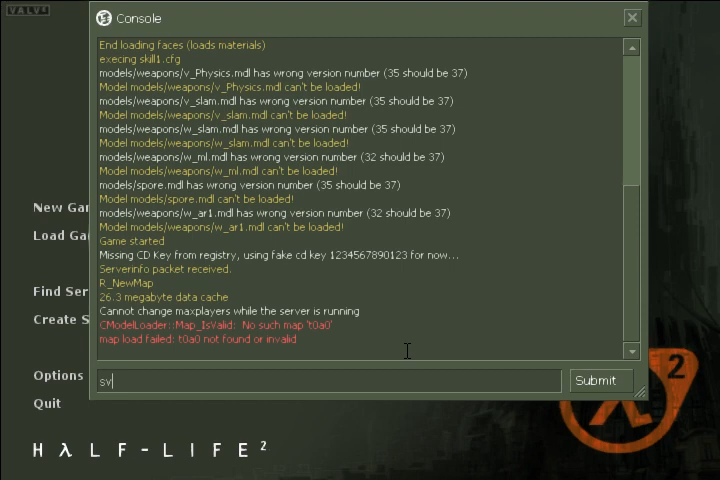 VALVE
Console
End loading faces (loads materials)
execing skill1.cfg
models/weapons/v_Physics.mdl has wrong version number (35 should be 37)
Model models/weapons/v_Physics.mdl can't be loaded!
models/weapons/v_slam.mdl has wrong version number (35 should be 37)
Model models/weapons/v_slam.mdl can't be loaded!
models/weapons/w_slam.mdl has wrong version number (35 should be 37)
Model models/weapons/w_slam.mdl can't be loaded!
models/weapons/w_ml.mdl has wrong version number (32 should be 37)
Model models/weapons/w_ml.mdl can't be loaded!
models/spore.mdl has wrong version number (35 should be 37)
Model models/spore.mdl can't be loaded!
models/weapons/w_ar1.mdl has wrong version number (32 should be 37)
Model models/weapons/w_ar1.mdl can't be loaded!
Game started
Missing CD Key from registry, using fake cd key 1234567890123 for now...
Serverinfo packet received.
R_NewMap
26.3 megabyte data cache
Cannot change maxplayers while the server is running
CModelLoader::Map_IsValid:  No such map 't0a0'
map load failed: t0a0 not found or invalid
sv
Submit
New Gar
Load Ga
Find Ser
Create S
Options
Quit
HλLF-LIFE²
λ2